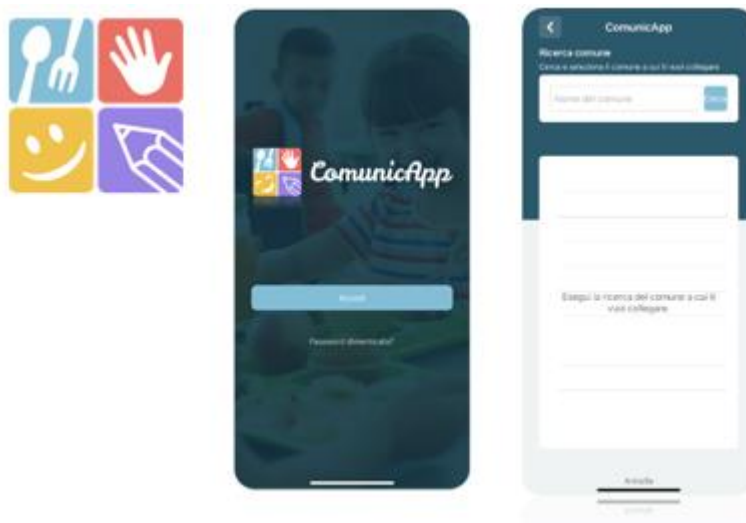 ComunicApp
Accedi
Password dimenticata?
ComunicApp
Ricerca comune
Cerca e seleziona il comune a cui ti vuoi collegare
Nome del comune
Cerca
Esegui la ricerca del comune a cui ti
vuoi collegare
Annulla